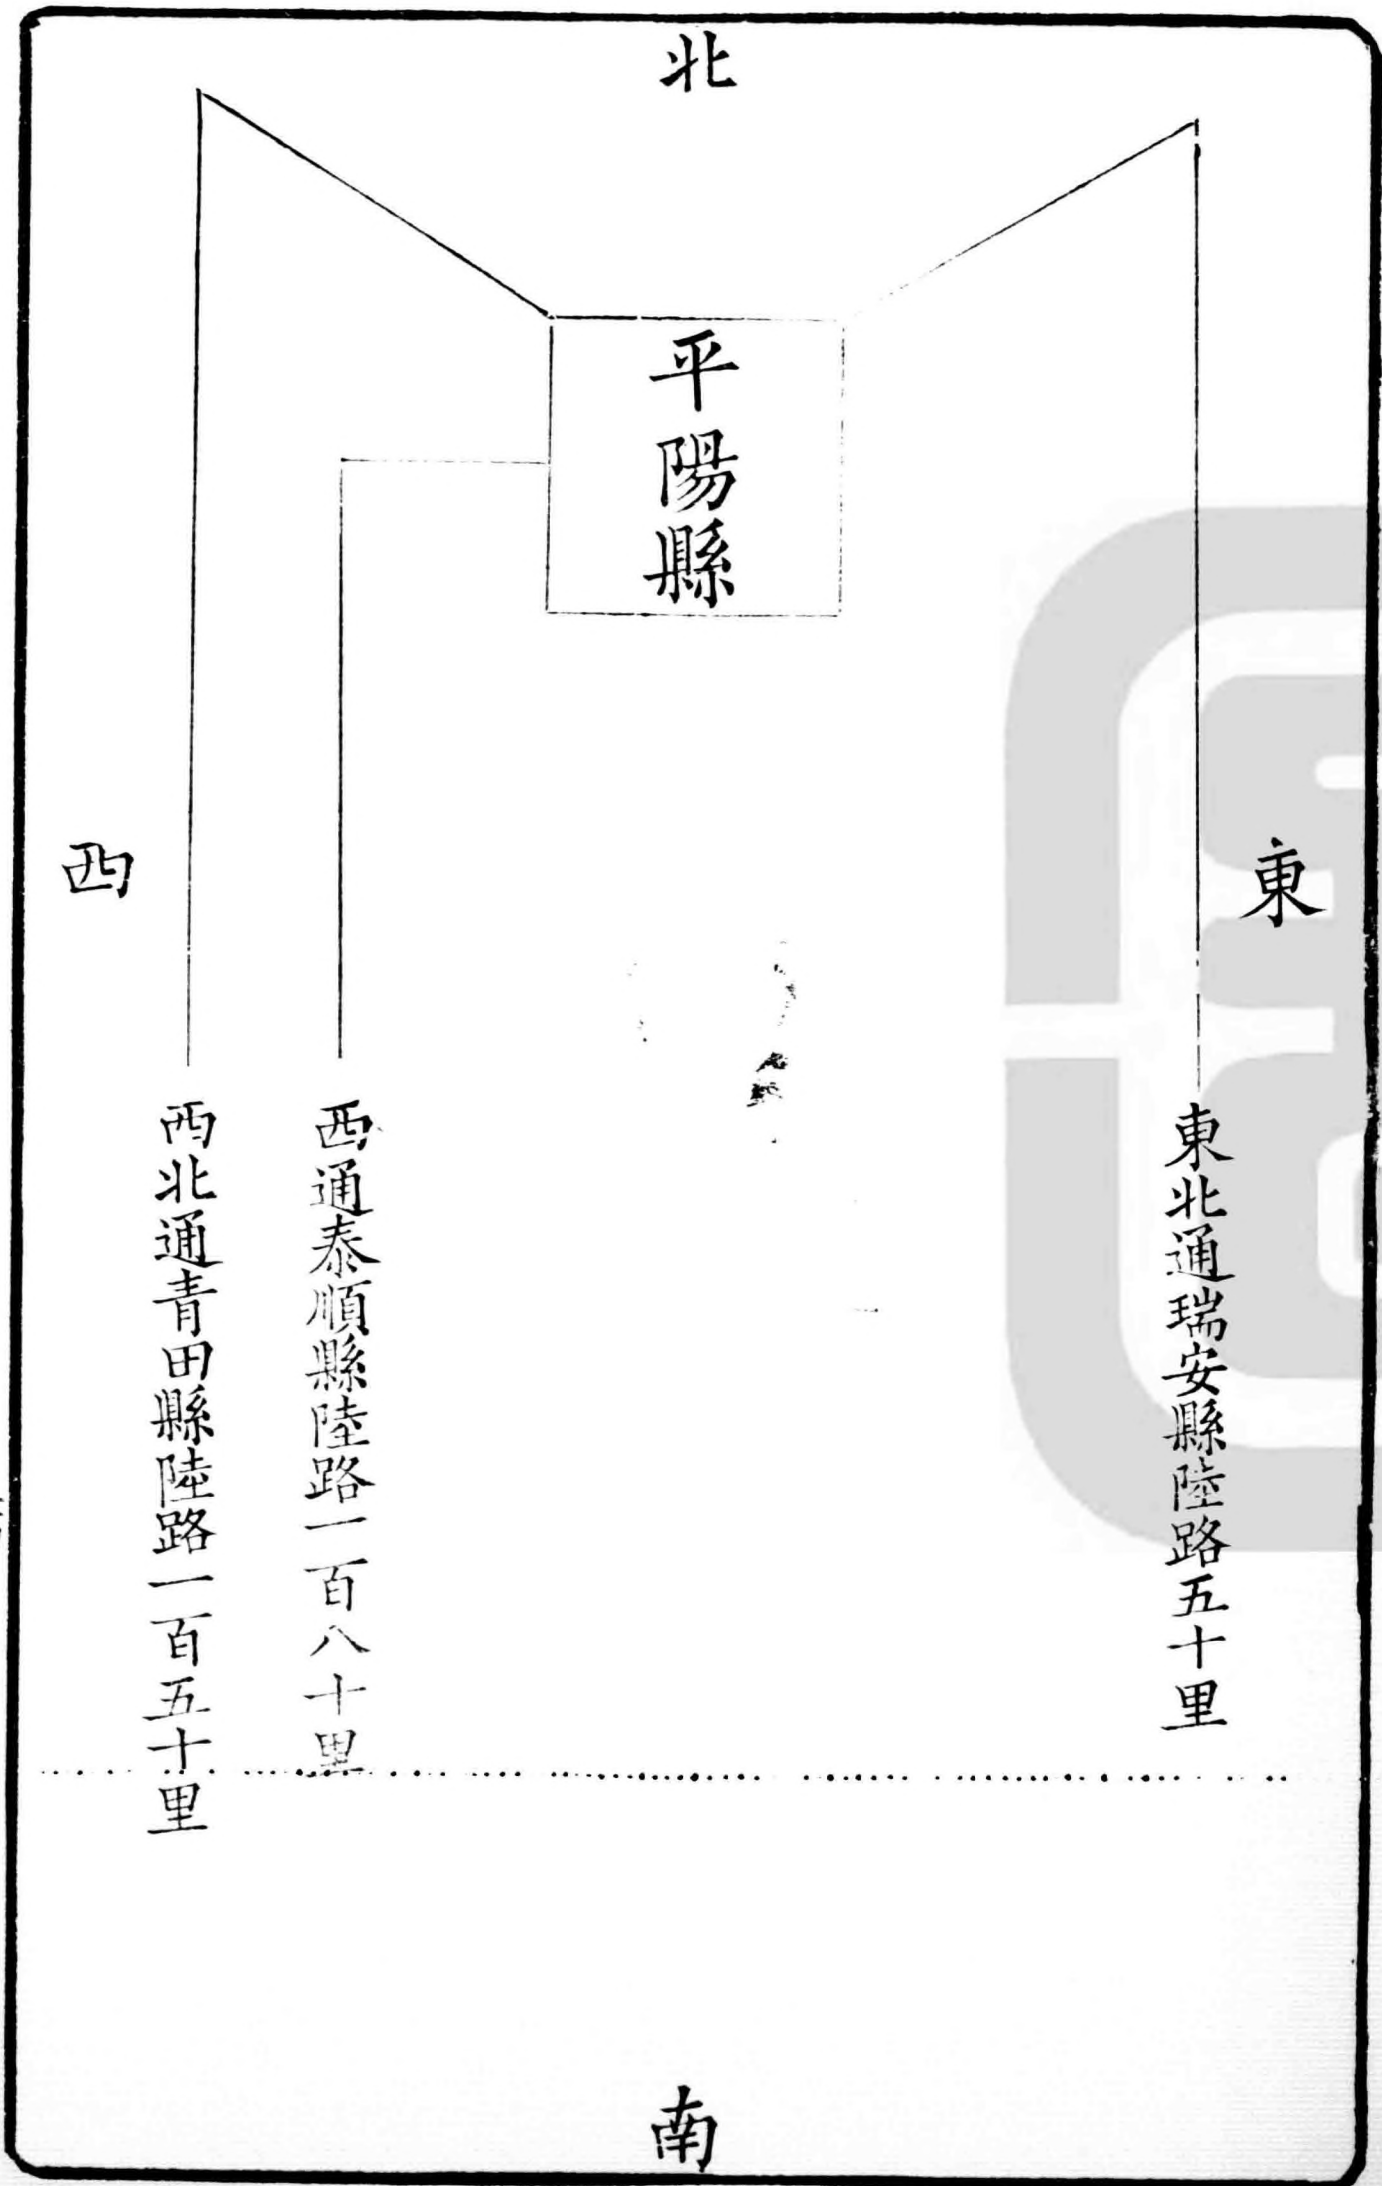 北
平陽縣
東
西
東北通瑞安縣陸路五十里
西通泰順縣陸路一百八十里
西北通青田縣陸路一百五十里
南